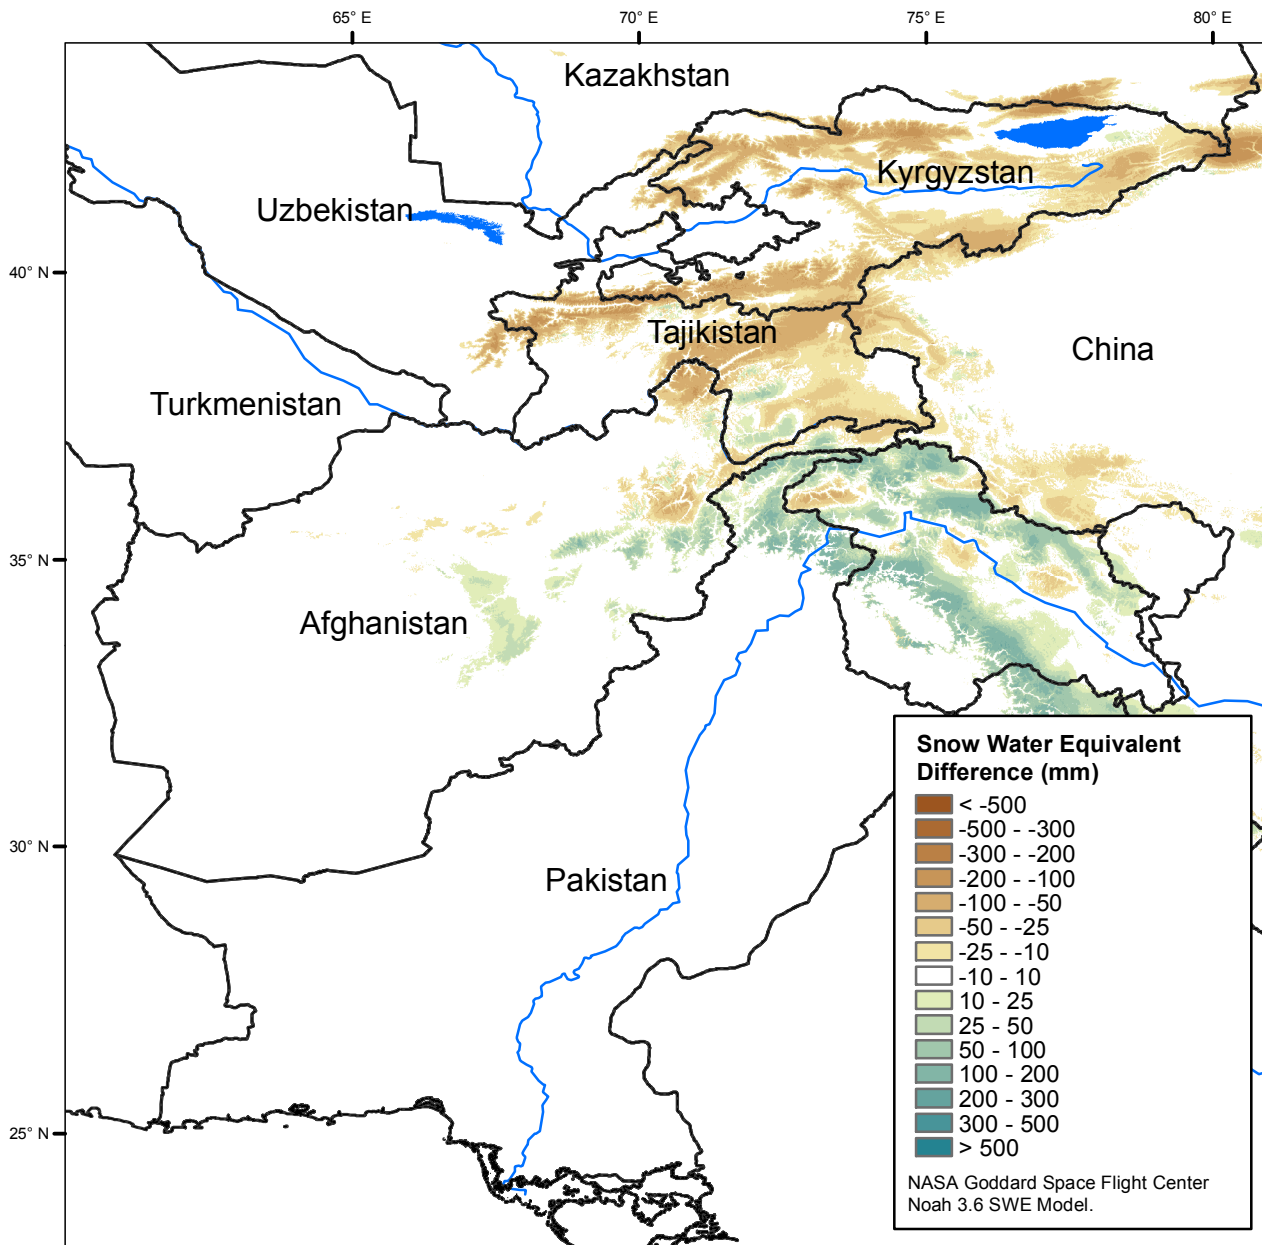 65° E
70° E
75° E
80° E
Kazakhstan
Kyrgyzstan
Uzbekistan
40° N
Tajikistan
China
Turkmenistan
35° N
Afghanistan
Snow Water Equivalent
Difference (mm)
< -500
-500 - -300
-300 - -200
-200 - -100
-100 - -50
-50 - -25
-25 - -10
-10 - 10
10 - 25
25 - 50
50 - 100
100 - 200
200 - 300
300 - 500
> 500
30° N
Pakistan
25° N
NASA Goddard Space Flight Center
Noah 3.6 SWE Model.